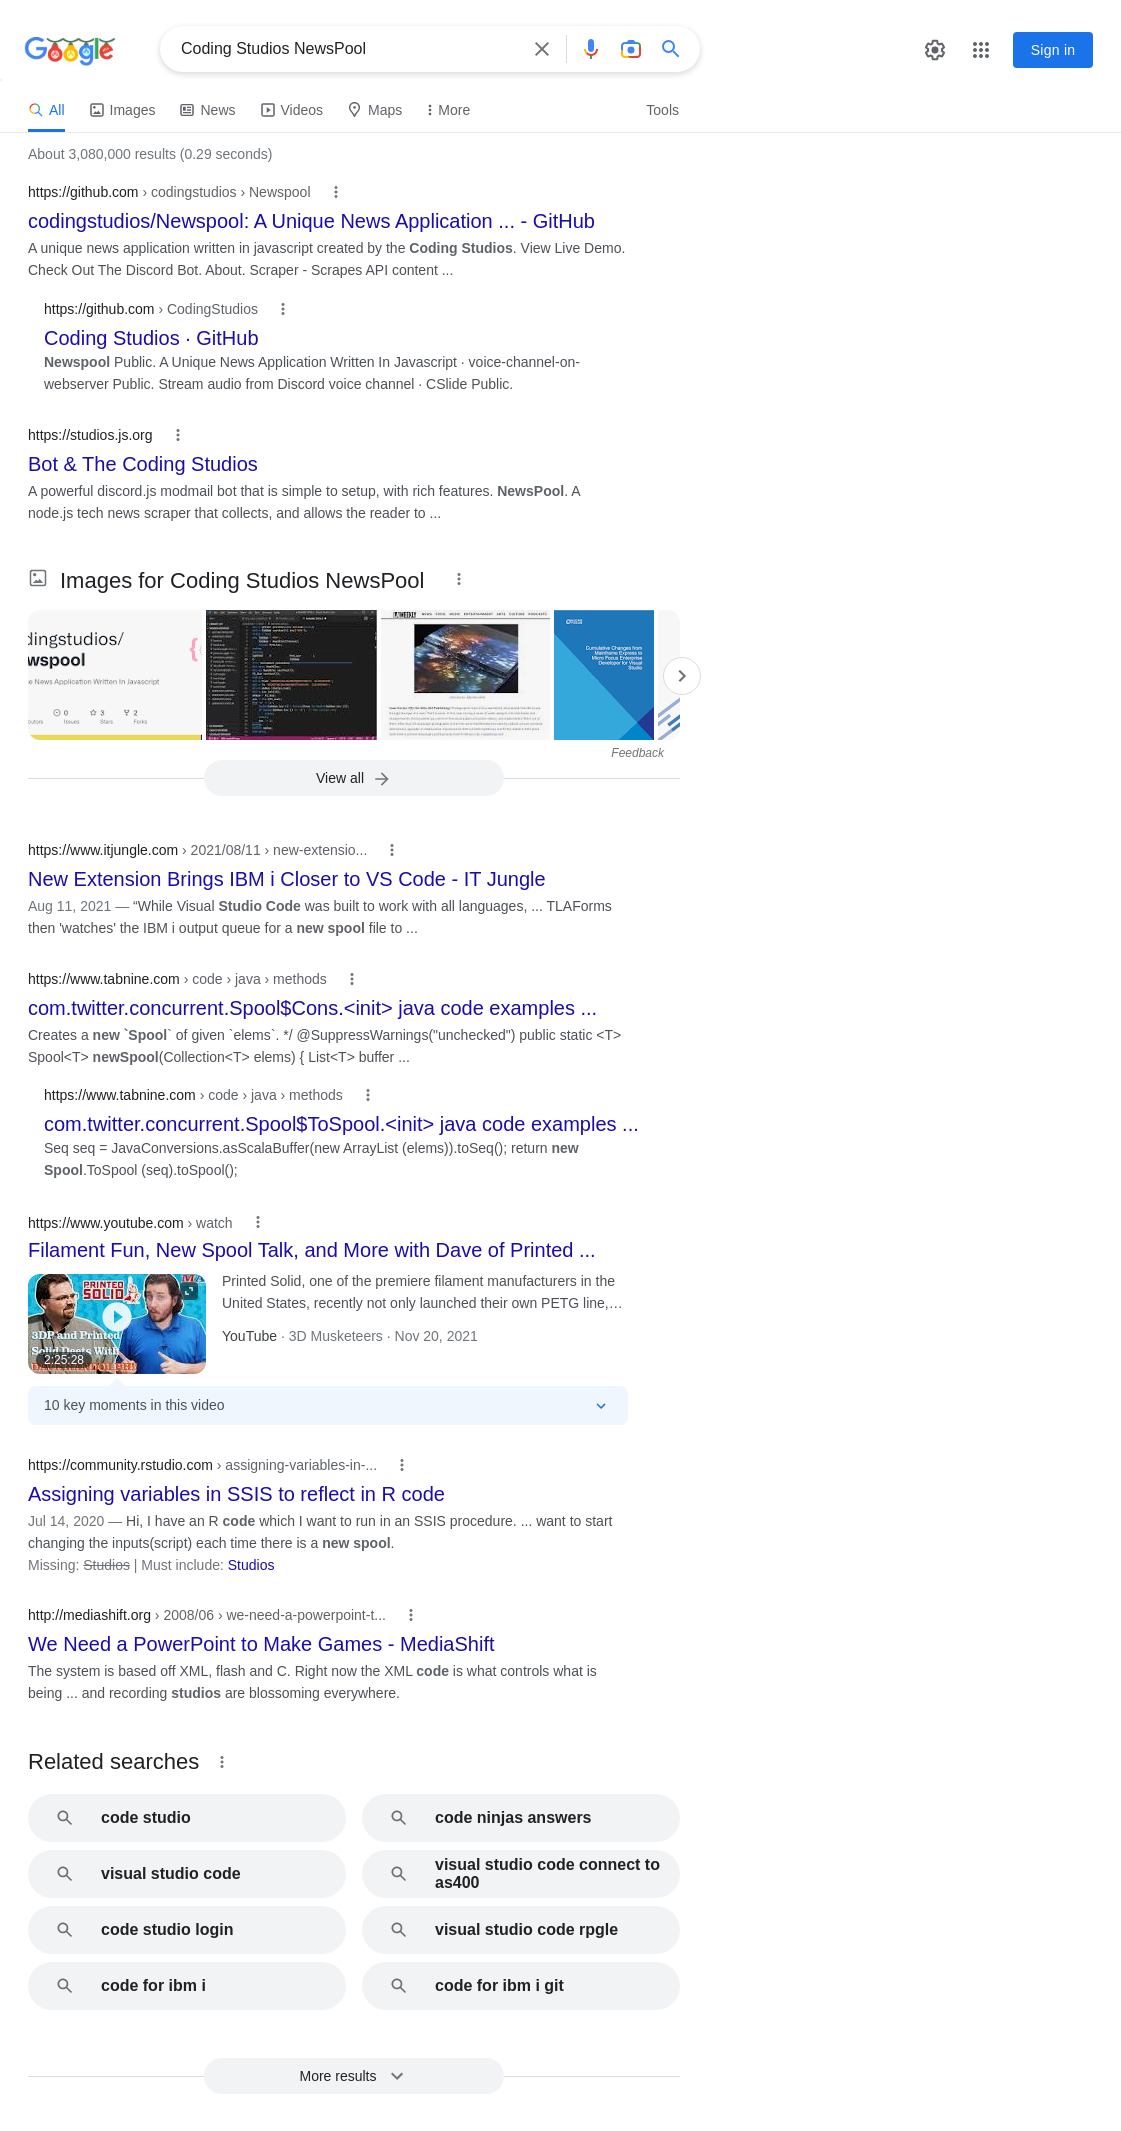 Google
Coding Studios NewsPool
Sign in
All
Images
News
Videos
Maps
More
Tools
About 3,080,000 results (0.29 seconds)
https://github.com › codingstudios › Newspool
codingstudios/Newspool: A Unique News Application ... - GitHub
A unique news application written in javascript created by the Coding Studios. View Live Demo.
Check Out The Discord Bot. About. Scraper - Scrapes API content ...
https://github.com › CodingStudios
Coding Studios · GitHub
Newspool Public. A Unique News Application Written In Javascript · voice-channel-on-
webserver Public. Stream audio from Discord voice channel · CSlide Public.
https://studios.js.org
Bot & The Coding Studios
A powerful discord.js modmail bot that is simple to setup, with rich features. NewsPool. A
node.js tech news scraper that collects, and allows the reader to ...
Images for Coding Studios NewsPool
dingstudios/
wspool
e News Application Written In Javascript
0
3
2
utors
Issues
Stars
Forks
WEEKLY
NEWS FOOD MUSIC ENTERTAINMENT ARTS CULTURE PODCASTS
Cumulative Changes from
Mainframe Express to
Micro Focus Enterprise
Developer for Visual
Studio
Feedback
View all
https://www.itjungle.com › 2021/08/11 › new-extensio...
New Extension Brings IBM i Closer to VS Code - IT Jungle
Aug 11, 2021 — “While Visual Studio Code was built to work with all languages, ... TLAForms
then 'watches' the IBM i output queue for a new spool file to ...
https://www.tabnine.com › code › java › methods
com.twitter.concurrent.Spool$Cons.<init> java code examples ...
Creates a new `Spool` of given `elems`. */ @SuppressWarnings("unchecked") public static <T>
Spool<T> newSpool(Collection<T> elems) { List<T> buffer ...
https://www.tabnine.com › code › java › methods
com.twitter.concurrent.Spool$ToSpool.<init> java code examples ...
Seq seq = JavaConversions.asScalaBuffer(new ArrayList (elems)).toSeq(); return new
Spool.ToSpool (seq).toSpool();
https://www.youtube.com › watch
Filament Fun, New Spool Talk, and More with Dave of Printed ...
PRINTED
SOLID
3DP and Printed
Solid Deets With
2:25:28
Printed Solid, one of the premiere filament manufacturers in the
United States, recently not only launched their own PETG line,…
YouTube · 3D Musketeers · Nov 20, 2021
10 key moments in this video
https://community.rstudio.com › assigning-variables-in-...
Assigning variables in SSIS to reflect in R code
Jul 14, 2020 — Hi, I have an R code which I want to run in an SSIS procedure. ... want to start
changing the inputs(script) each time there is a new spool.
Missing: Studios | Must include: Studios
http://mediashift.org › 2008/06 › we-need-a-powerpoint-t...
We Need a PowerPoint to Make Games - MediaShift
The system is based off XML, flash and C. Right now the XML code is what controls what is
being ... and recording studios are blossoming everywhere.
Related searches
code studio
code ninjas answers
visual studio code
visual studio code connect to
as400
code studio login
visual studio code rpgle
code for ibm i
code for ibm i git
More results